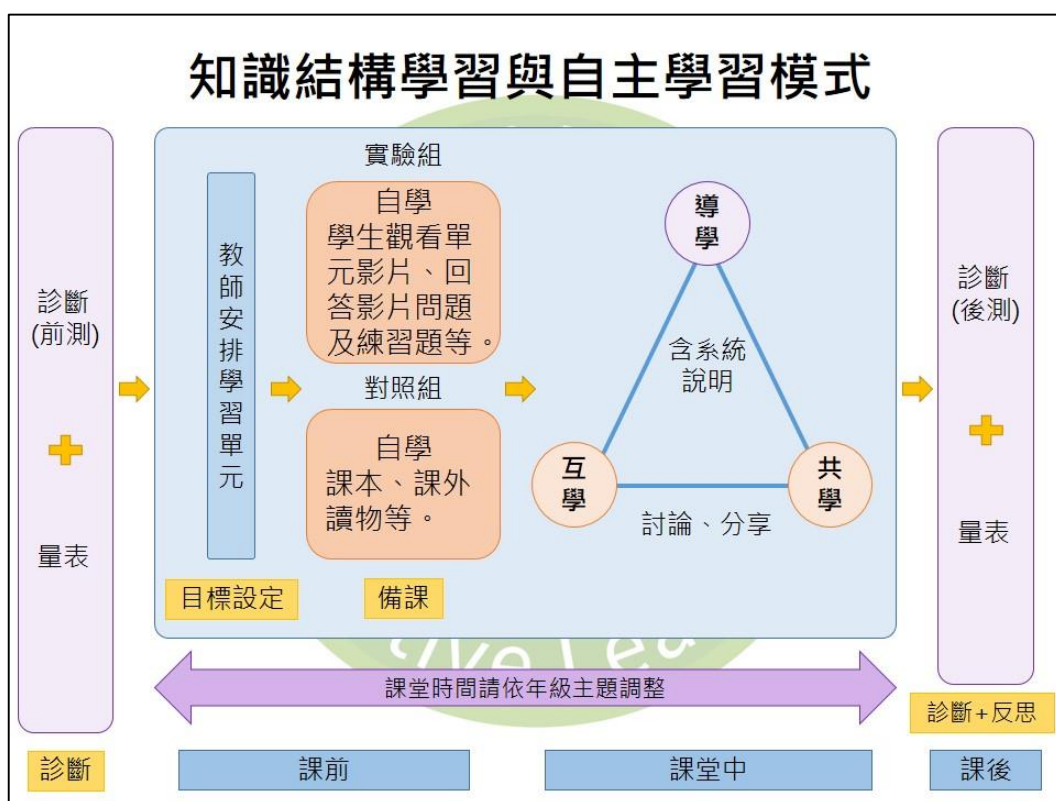 知識結構學習與自主學習模式
診斷
(前測)
量表
教師安排學習單元
實驗組
自學
學生觀看單
元影片、回
答影片問題
及練習題等。
對照組
自學
課本、課外
讀物等。
目標設定
備課
導學
含系統
說明
互學
共學
討論、分享
診斷
(後測)
量表
課堂時間請依年級主題調整
診斷+反思
診斷
課前
課堂中
課後
tive Lea